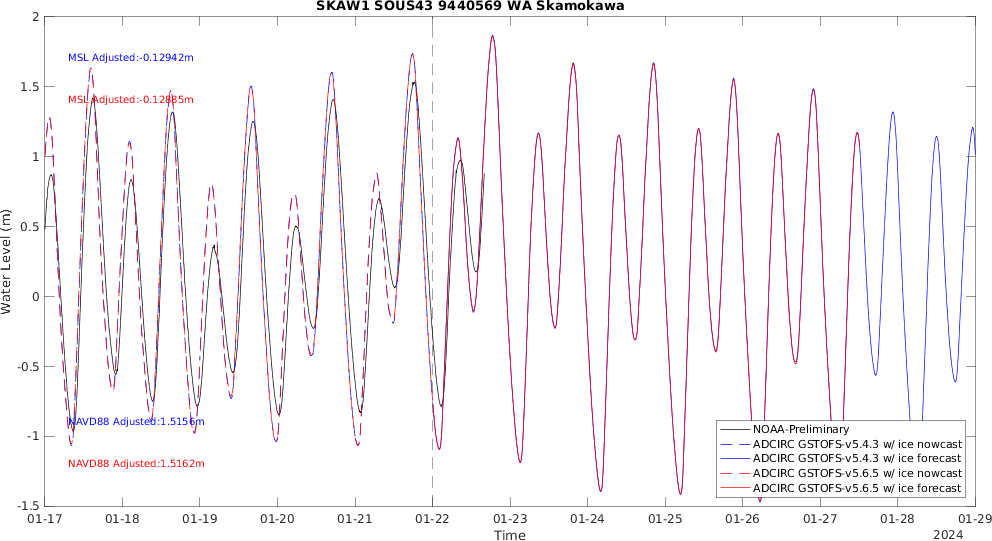 SKAW1 SOUS43 9440569 WA Skamokawa
2
1.5
1
0.5
0
-0.5
-1
-1.5
Water Level (m)
MSL Adjusted:-0.12942m
MSL Adjusted:-0.12885m
NAVD88 Adjusted:1.5156m
NAVD88 Adjusted:1.5162m
NOAA-Preliminary
ADCIRC GSTOFS-v5.4.3 w/ ice nowcast
ADCIRC GSTOFS-v5.4.3 w/ ice forecast
ADCIRC GSTOFS-v5.6.5 w/ ice nowcast
ADCIRC GSTOFS-v5.6.5 w/ ice forecast
01-17 01-18 01-19 01-20 01-21 01-22 01-23 01-24 01-25 01-26 01-27 01-28 01-29
Time
2024